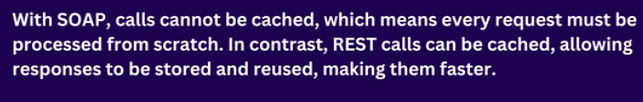 With SOAP, calls cannot be cached, which means every request must be
processed from scratch. In contrast, REST calls can be cached, allowing
responses to be stored and reused, making them faster.